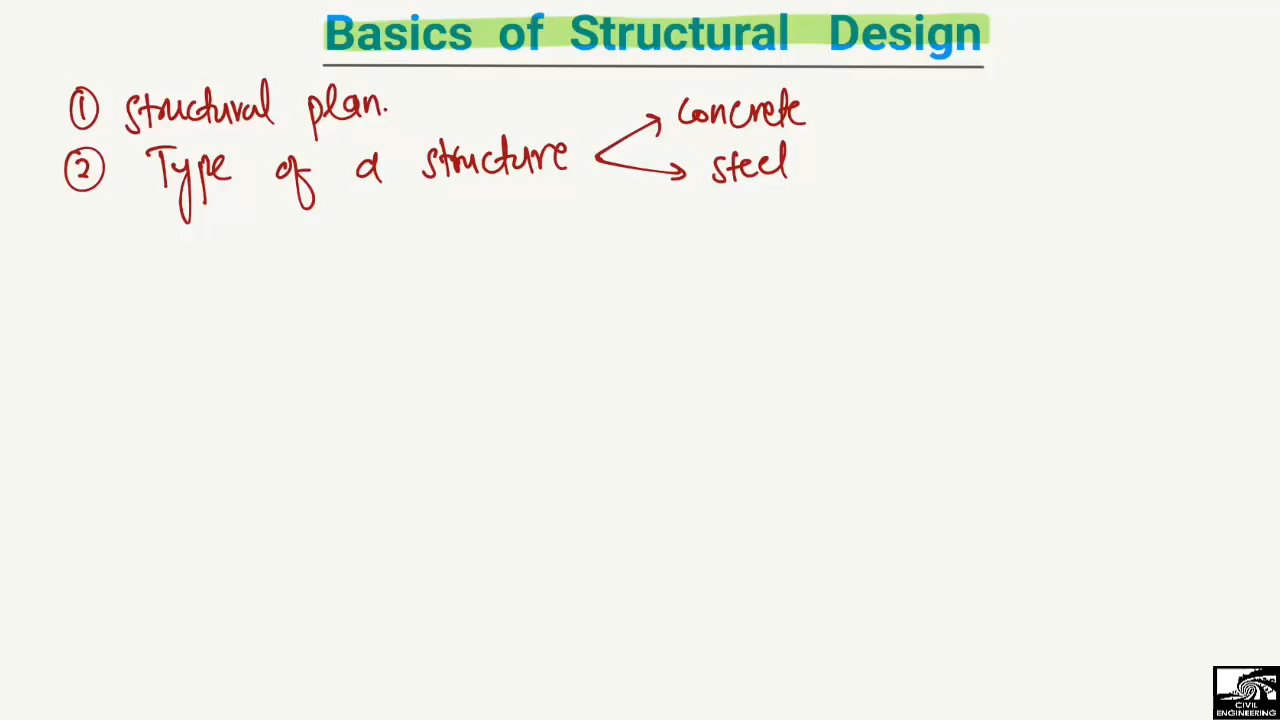 Basics of Structural Design
① structural plan.
② Type of a structure
concrete
steel
CIVIL
ENGINEERING